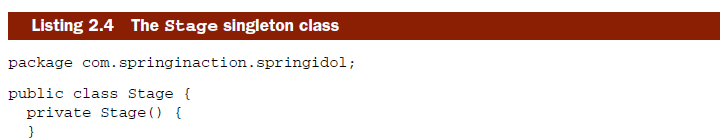 Listing 2.4 The Stage singleton class
package com.springinaction.springidol;
public class Stage {
private Stage() {
}